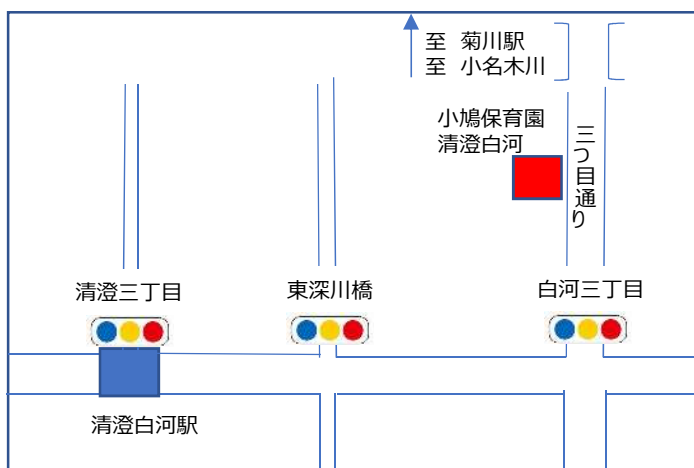 至 菊川駅
至 小名木川
小鳩保育園
清澄白河
三つ目通り
清澄三丁目
東深川橋
白河三丁目
清澄白河駅